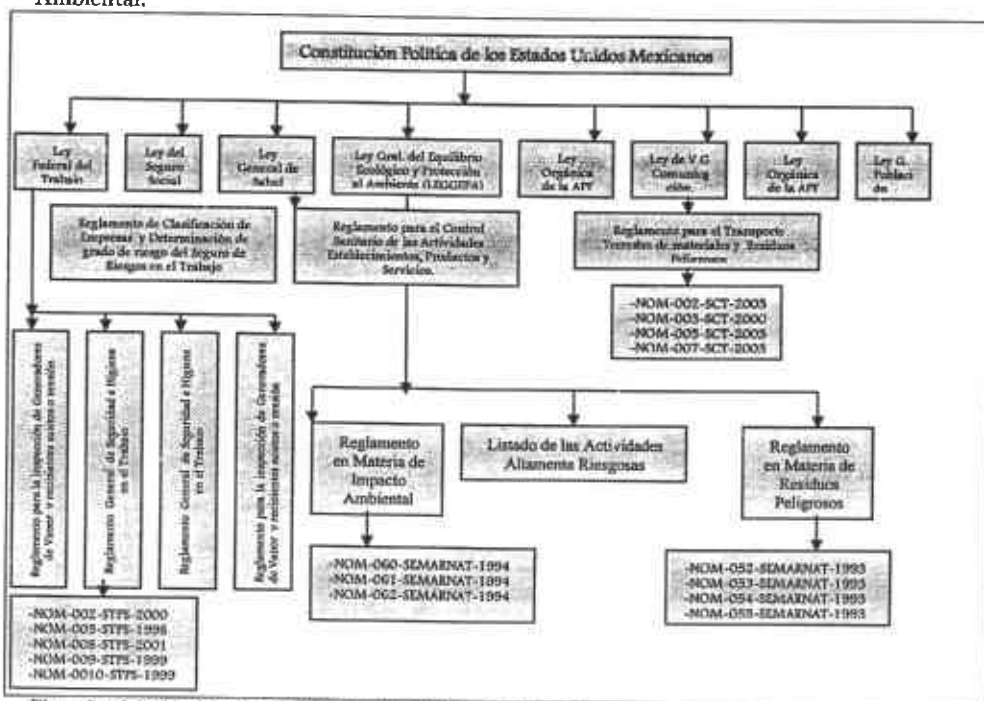 Ambiental.
Constitución Política de los Estados Unidos Mexicanos
Ley
Federal del
Trabajo
Ley del
Seguro
Social
Ley
General de
Salud
Ley Gral. del Equilibrio
Ecológico y Protección
al Ambiente (LEGGEPA)
Ley
Orgánica
de la APF
Ley de V G
Comunica
ción.
Ley
Orgánica
de la APF
Ley G.
Poblaci
ón
Reglamento de Clasificación de
Empresas y Determinación de
grado de riesgo del Seguro de
Riesgos en el Trabajo
Reglamento para el Control
Sanitario de las Actividades
Establecimientos, Productos y
Servicios.
Reglamento para el Transporte
Terrestre de materiales y Residuos
Peligrosos
-NOM-002-SCT-2003
-NOM-003-SCT-2000
-NOM-005-SCT-2003
-NOM-007-SCT-2003
Reglamento para la inspección de Generadores
de Vapor y recipientes sujetos a presión
Reglamento General de Seguridad e Higiene
en el Trabajo
Reglamento General de Seguridad e Higiene
en el Trabajo
Reglamento para la inspección de Generadores
de Vapor y recipientes sujetos a presión
Reglamento
en Materia de
Impacto
Ambiental
Listado de las Actividades
Altamente Riesgosas
Reglamento
en Materia de
Residuos
Peligrosos
-NOM-060-SEMARNAT-1994
-NOM-061-SEMARNAT-1994
-NOM-062-SEMARNAT-1994
-NOM-052-SEMARNAT-1993
-NOM-053-SEMARNAT-1993
-NOM-054-SEMARNAT-1993
-NOM-055-SEMARNAT-1993
-NOM-002-STPS-2000
-NOM-005-STPS-1998
-NOM-008-STPS-2001
-NOM-009-STPS-1999
-NOM-0010-STPS-1999